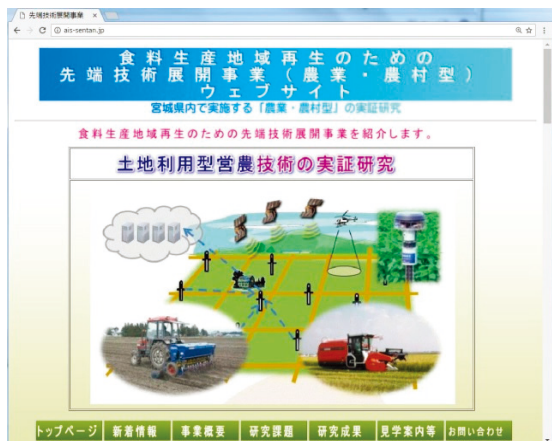 先端技術展開事業
ais-sentan.jp
食料生産地域再生のための
先端技術展開事業（農業・農村型）
ウェブサイト
宮城県内で実施する「農業・農村型」の実証研究
食料生産地域再生のための先端技術展開事業を紹介します。
土地利用型営農技術の実証研究
トップページ 新着情報 事業概要 研究課題 研究成果 見学案内等 お問い合わせ